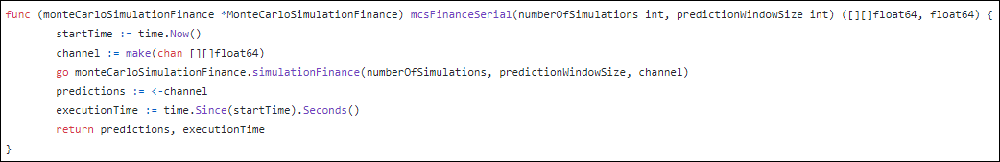 func (monteCarloSimulationFinance *MonteCarloSimulationFinance) mcsFinanceSerial(numberOfSimulations int, predictionWindowSize int) ([][]float64, float64) {
startTime := time.Now()
channel := make(chan [][]float64)
go monteCarloSimulationFinance.simulationFinance(numberOfSimulations, predictionWindowSize, channel)
predictions := <-channel
executionTime := time.Since(startTime).Seconds()
return predictions, executionTime
}